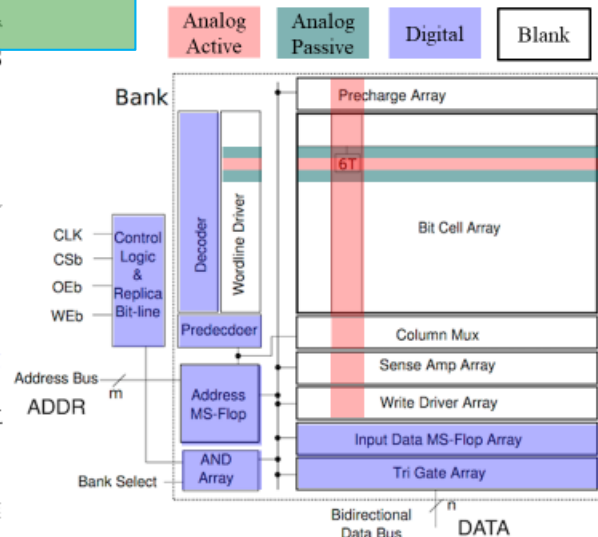 Analog
Active
Analog
Passive
Digital
Blank
Bank
Precharge Array
6T
Decoder
Wordline Driver
Bit Cell Array
CLK
CSb
OEb
WEb
Control
Logic
&
Replica
Bit-line
Predecdoer
Column Mux
Sense Amp Array
Address Bus
m
ADDR
Address
MS-Flop
Write Driver Array
Input Data MS-Flop Array
AND
Array
Tri Gate Array
Bank Select
n
Bidirectional
Data Bus
DATA